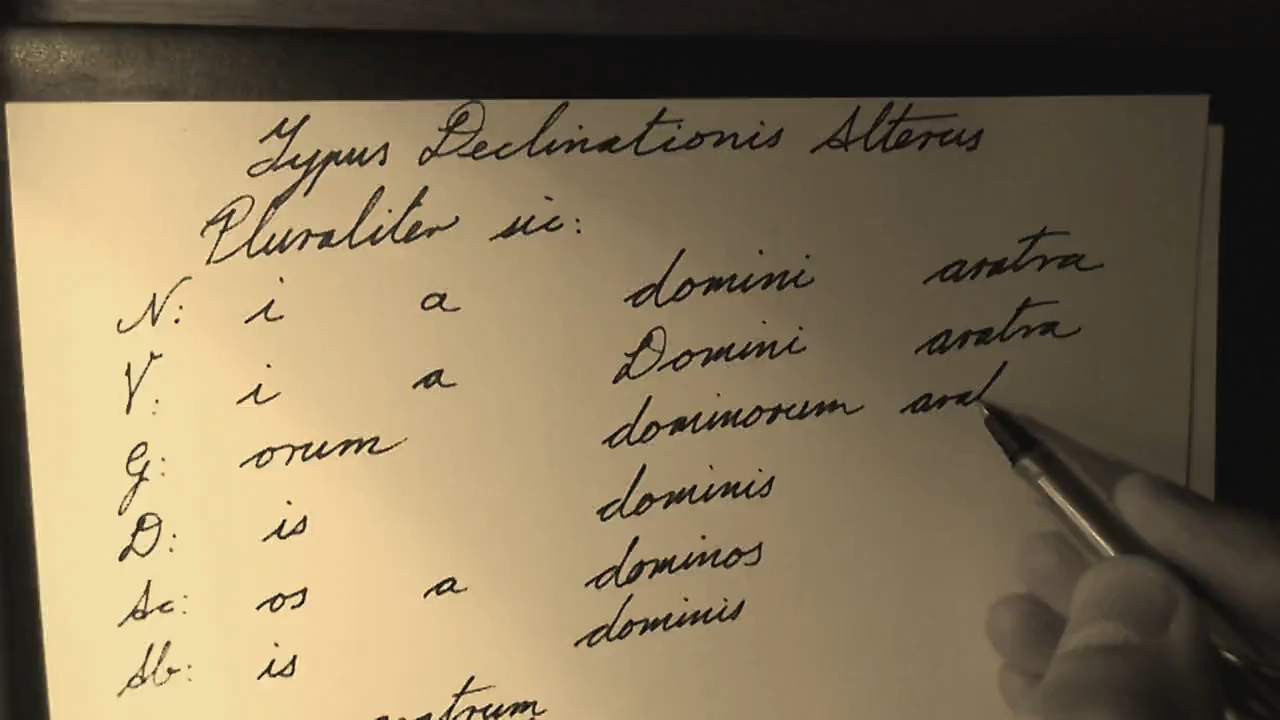 Typus Declinationis Alterus
Pluraliter sic:
N: i a domini aratra
V: i a Domini aratra
G: orum dominorum arat
D: is dominis
Ac: os a dominos
Ab: is dominis